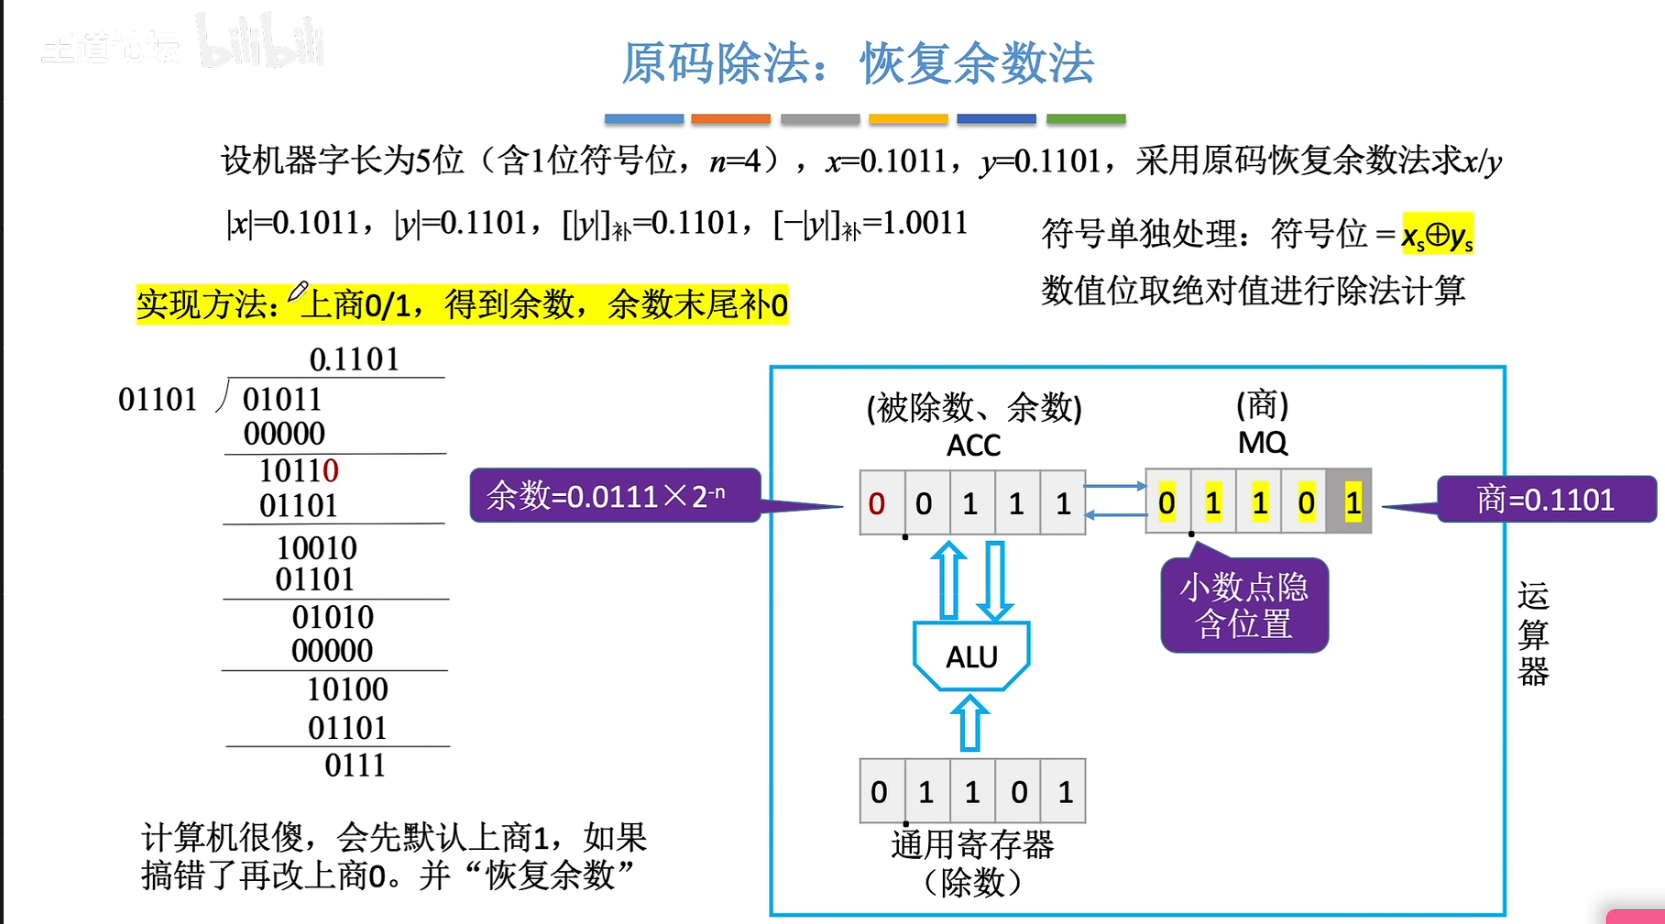 王道论坛 bilibili
原码除法：恢复余数法
设机器字长为5位（含1位符号位，n=4），x=0.1011，y=0.1101，采用原码恢复余数法求x/y
|x|=0.1011，|y|=0.1101，[|y|]补=0.1101，[−|y|]补=1.0011
符号单独处理：符号位 = xs⊕ys
数值位取绝对值进行除法计算
实现方法：上商0/1，得到余数，余数末尾补0
0.1101
01101 01011
00000
10110
01101
10010
01101
01010
00000
10100
01101
0111
计算机很傻，会先默认上商1，如果
搞错了再改上商0。并“恢复余数”
(被除数、余数)
ACC
(商)
MQ
余数=0.0111×2-n
0 0 1 1 1
0 1 1 0 1
商=0.1101
小数点隐
含位置
ALU
0 1 1 0 1
通用寄存器
（除数）
运
算
器